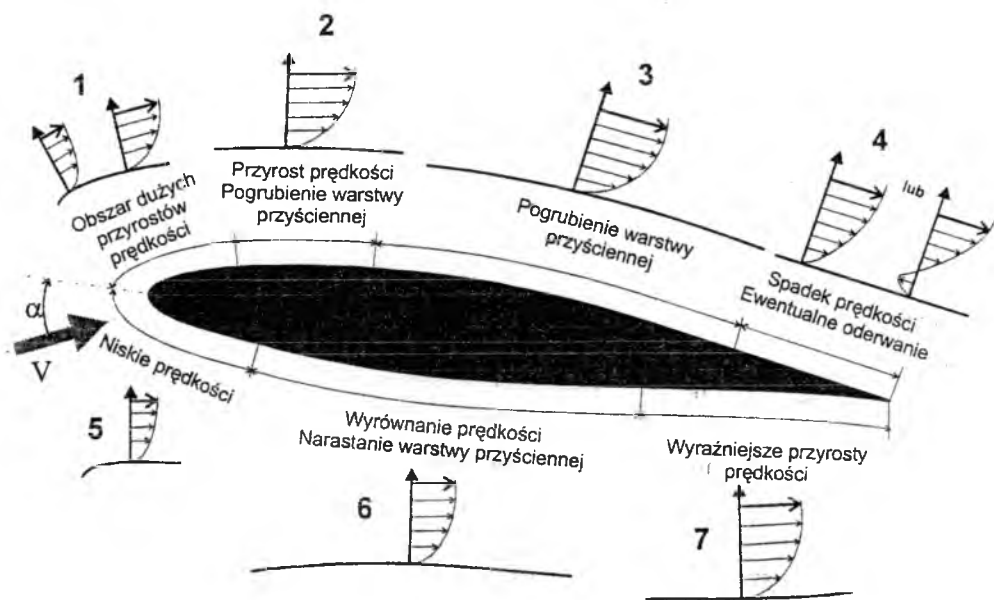 1
2
3
4
lub
Obszar dużych
przyrostów
prędkości
Przyrost prędkości
Pogrubienie warstwy
przyściennej
Pogrubienie warstwy
przyściennej
Spadek prędkości
Ewentualne oderwanie
α
V
Niskie prędkości
5
Wyrównanie prędkości
Narastanie warstwy przyściennej
Wyraźniejsze przyrosty
prędkości
6
7